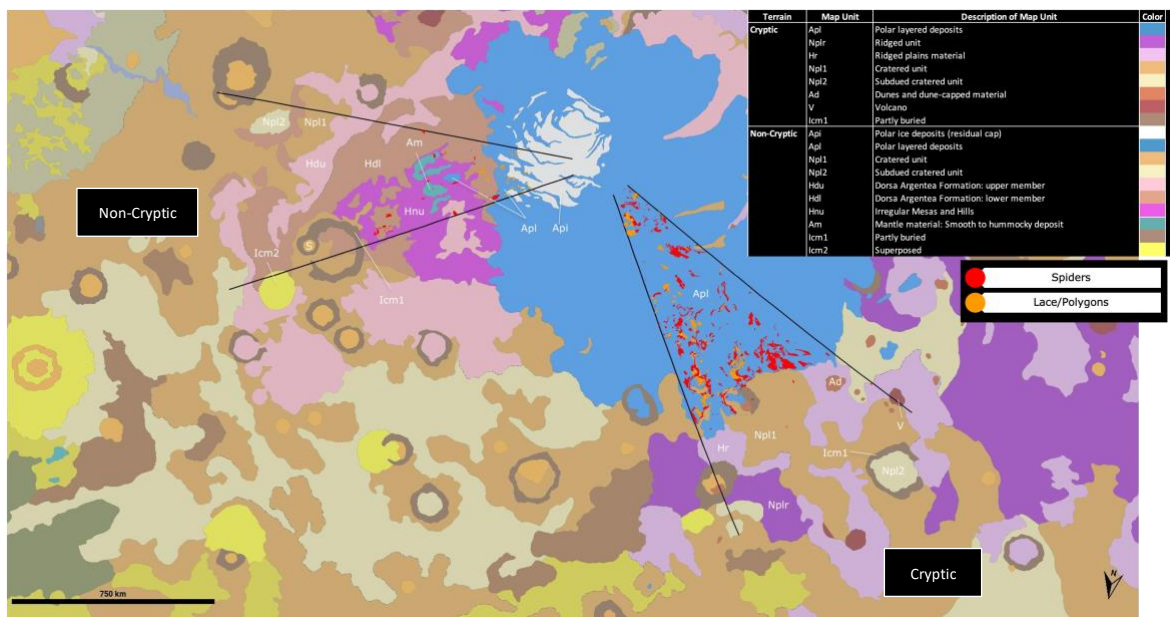 Terrain Map Unit Description of Map Unit Color
Cryptic Apl Polar layered deposits
Nplr Ridged unit
Hr Ridged plains material
Npl1 Cratered unit
Npl2 Subdued cratered unit
Ad Dunes and dune-capped material
V Volcano
Icm1 Partly buried
Non-Cryptic Api Polar ice deposits (residual cap)
Apl Polar layered deposits
Npl1 Cratered unit
Npl2 Subdued cratered unit
Hdu Dorsa Argentea Formation: upper member
Hdl Dorsa Argentea Formation: lower member
Hnu Irregular Mesas and Hills
Am Mantle material: Smooth to hummocky deposit
Icm1 Partly buried
Icm2 Superposed
Spiders
Lace/Polygons
Npl2 Npl1
Am
Hdu Hdl
Non-Cryptic
Hnu
Apl Api
S
Icm2
Icm1
Apl
Ad
V
Npl1
Hr
Icm1
Npl2
Nplr
Cryptic
N
750 km